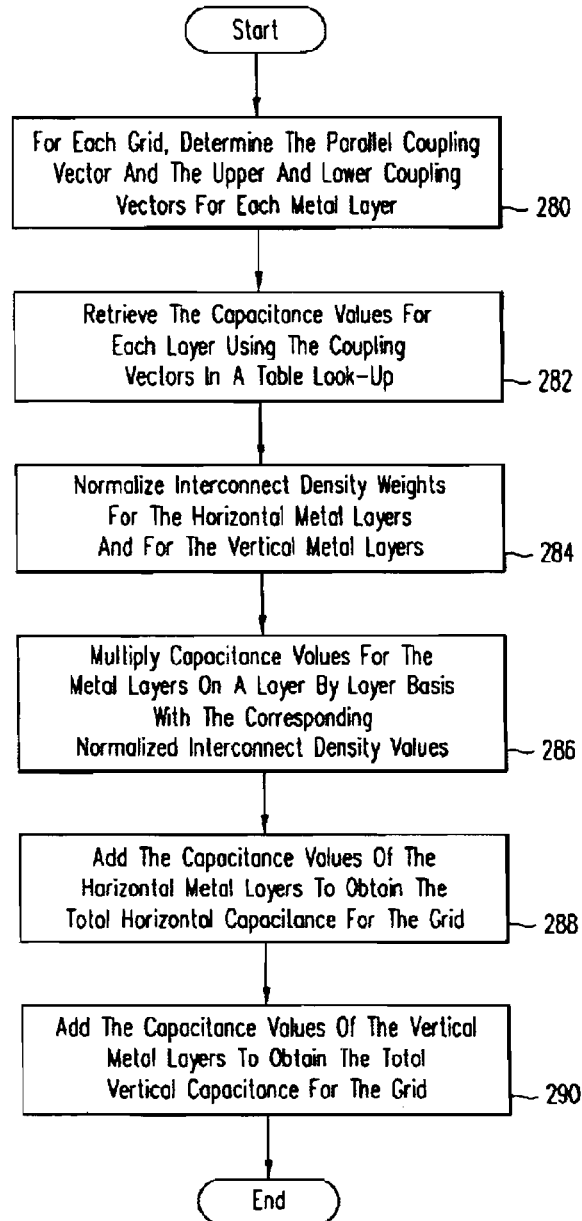 Start
For Each Grid, Determine The Parallel Coupling
Vector And The Upper And Lower Coupling
Vectors For Each Metal Layer
280
Retrieve The Capacitance Values For
Each Layer Using The Coupling
Vectors In A Table Look-Up
282
Normalize Interconnect Density Weights
For The Horizontal Metal Layers
And For The Vertical Metal Layers
284
Multiply Capacitance Values For The
Metal Layers On A Layer By Layer Basis
With The Corresponding
Normalized Interconnect Density Values
286
Add The Capacitance Values Of The
Horizontal Metal Layers To Obtain The
Total Horizontal Capacitance For The Grid
288
Add The Capacitance Values Of The Vertical
Metal Layers To Obtain The Total
Vertical Capacitance For The Grid
290
End